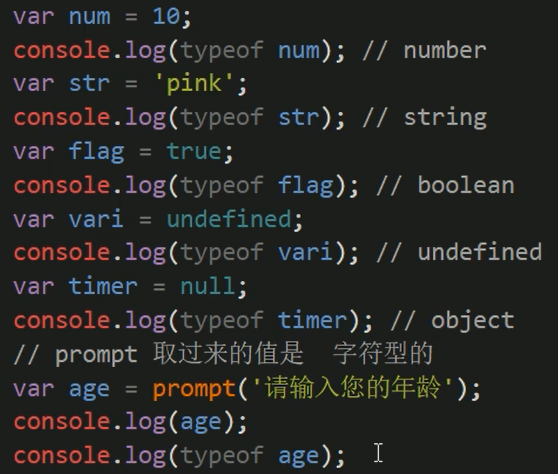 var num = 10;
console.log(typeof num); // number
var str = 'pink';
console.log(typeof str); // string
var flag = true;
console.log(typeof flag); // boolean
var vari = undefined;
console.log(typeof vari); // undefined
var timer = null;
console.log(typeof timer); // object
// prompt 取过来的值是  字符型的
var age = prompt('请输入您的年龄');
console.log(age);
console.log(typeof age);